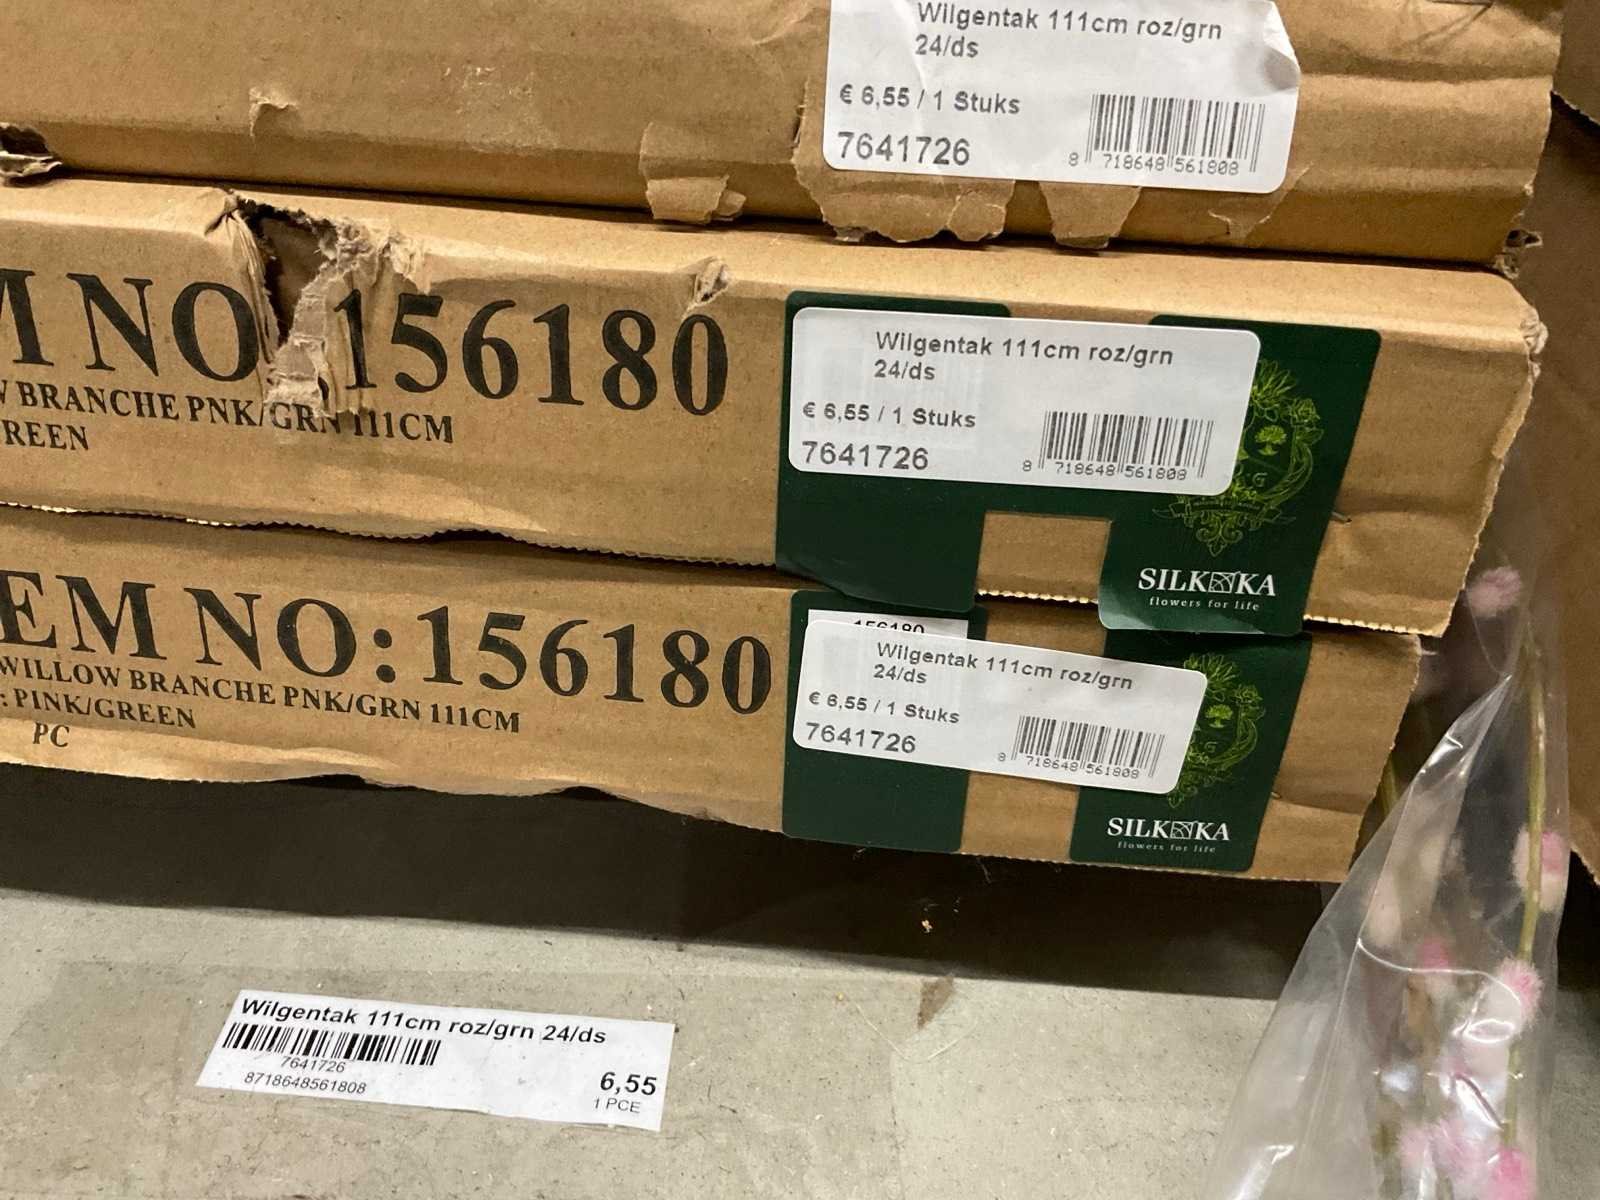 Wilgentak 111cm roz/grn
24/ds
€ 6,55 / 1 Stuks
7641726
8 718648 561808
M NO 156180
BRANCHE PNK/GRN 111CM
REEN
Wilgentak 111cm roz/grn
24/ds
€ 6,55 / 1 Stuks
7641726
8 718648 561808
SILK KA
flowers for life
EM NO:156180
WILLOW BRANCHE PNK/GRN 111CM
: PINK/GREEN
PC
156180
Wilgentak 111cm roz/grn
24/ds
€ 6,55 / 1 Stuks
7641726
8 718648 561808
SILK KA
flowers for life
Wilgentak 111cm roz/grn 24/ds
7641726
8718648561808
6,55
1 PCE